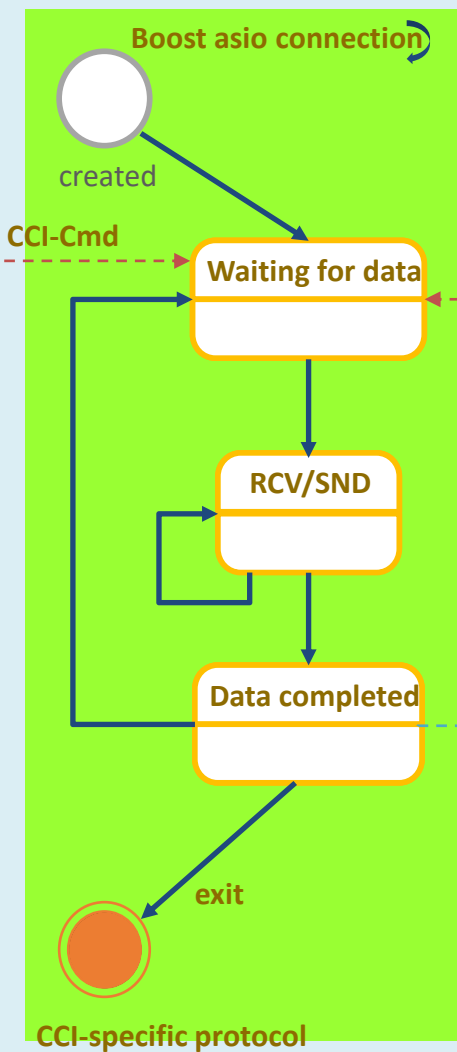 Boost asio connection
created
CCI-Cmd
Waiting for data
RCV/SND
Data completed
exit
CCI-specific protocol